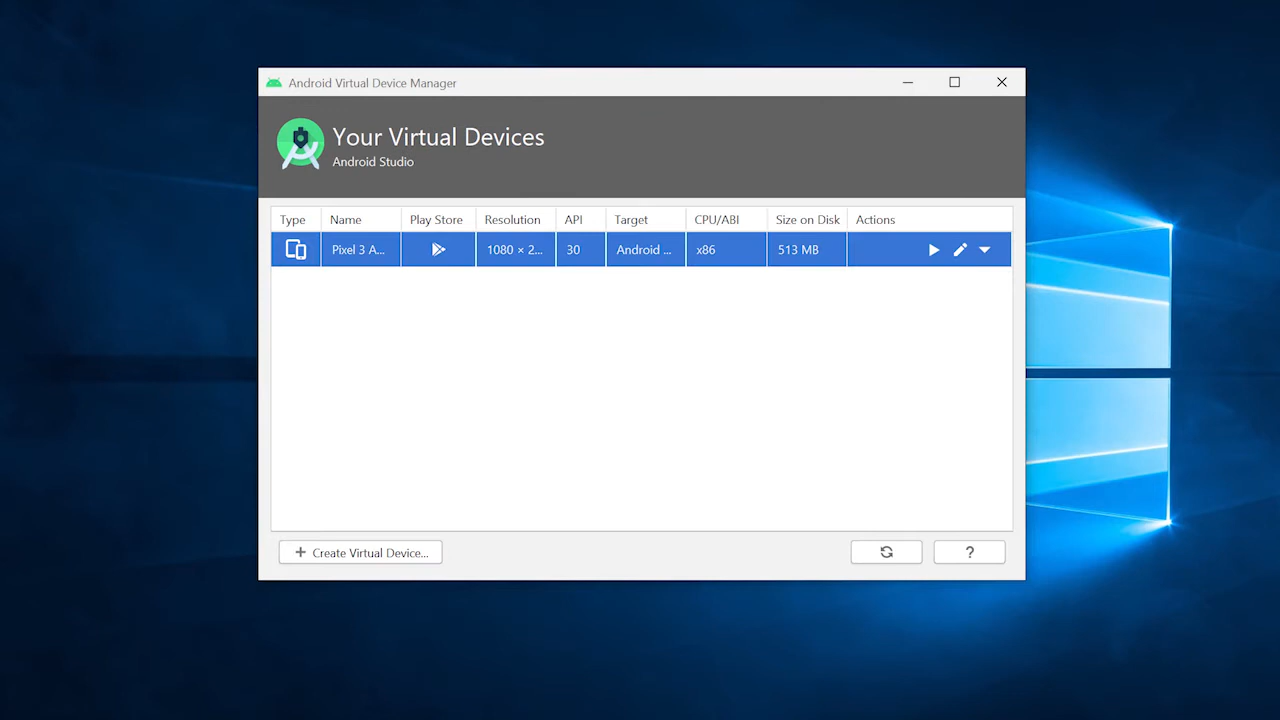 Android Virtual Device Manager
Your Virtual Devices
Android Studio
Type Name Play Store Resolution API Target CPU/ABI Size on Disk Actions
Pixel 3 A... 1080 × 2... 30 Android ... x86 513 MB
+ Create Virtual Device... ?